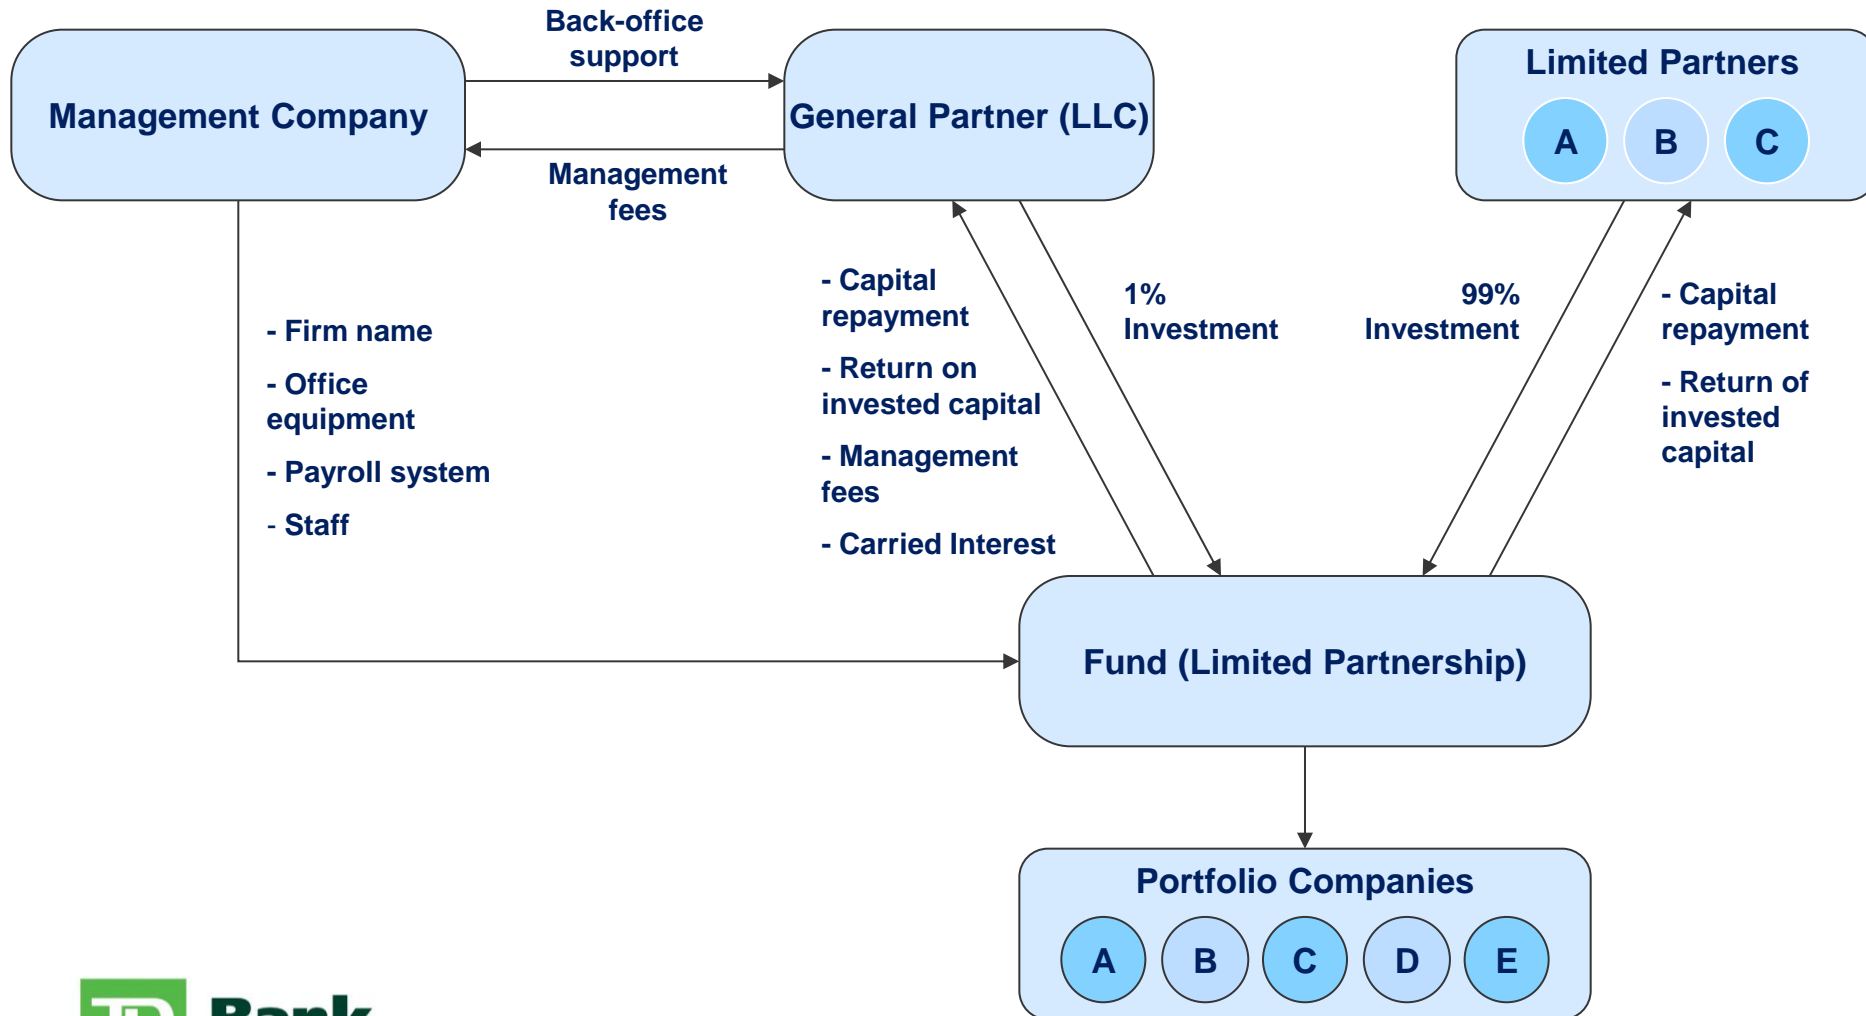 Back-office
support
Management Company
General Partner (LLC)
Limited Partners
A B C
Management
fees
- Firm name
- Office
equipment
- Payroll system
- Staff
- Capital
repayment
- Return on
invested capital
- Management
fees
- Carried Interest
1%
Investment
99%
Investment
- Capital
repayment
- Return of
invested
capital
Fund (Limited Partnership)
Portfolio Companies
A B C D E
TD Bank